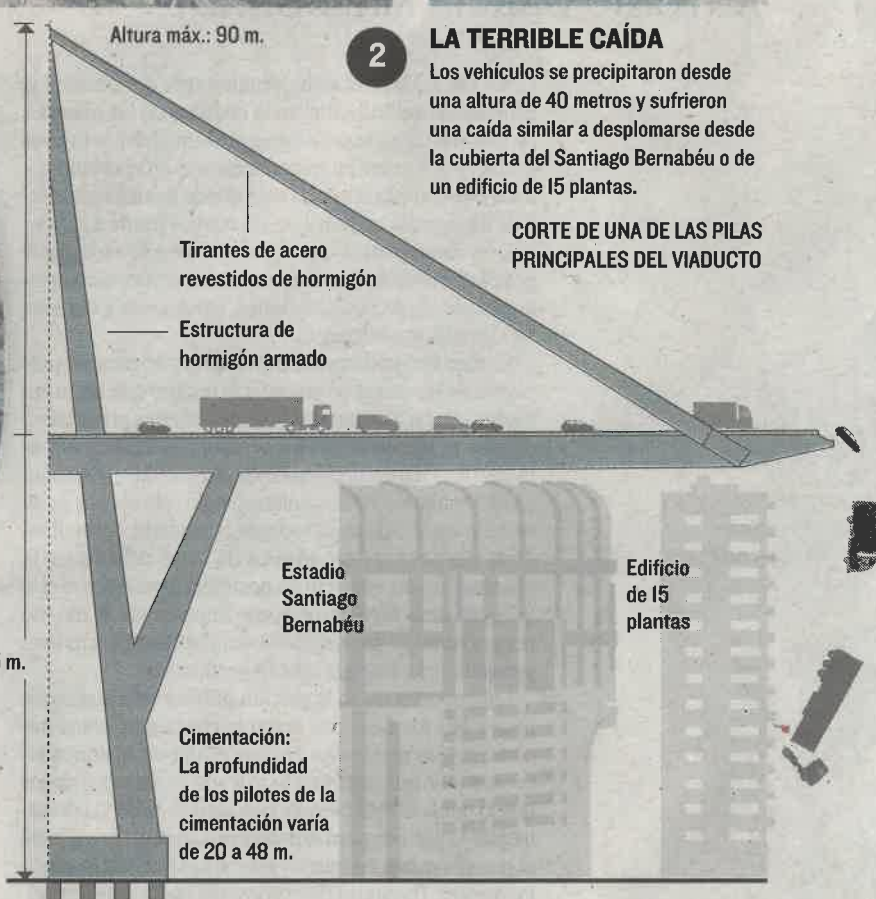 Altura máx.: 90 m.
2
LA TERRIBLE CAÍDA
Los vehículos se precipitaron desde
una altura de 40 metros y sufrieron
una caída similar a desplomarse desde
la cubierta del Santiago Bernabéu o de
un edificio de 15 plantas.
CORTE DE UNA DE LAS PILAS
PRINCIPALES DEL VIADUCTO
Tirantes de acero
revestidos de hormigón
Estructura de
hormigón armado
Estadio
Santiago
Bernabéu
Edificio
de 15
plantas
m.
Cimentación:
La profundidad
de los pilotes de la
cimentación varía
de 20 a 48 m.